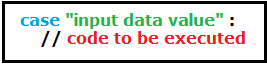 case "input data value" :
// code to be executed